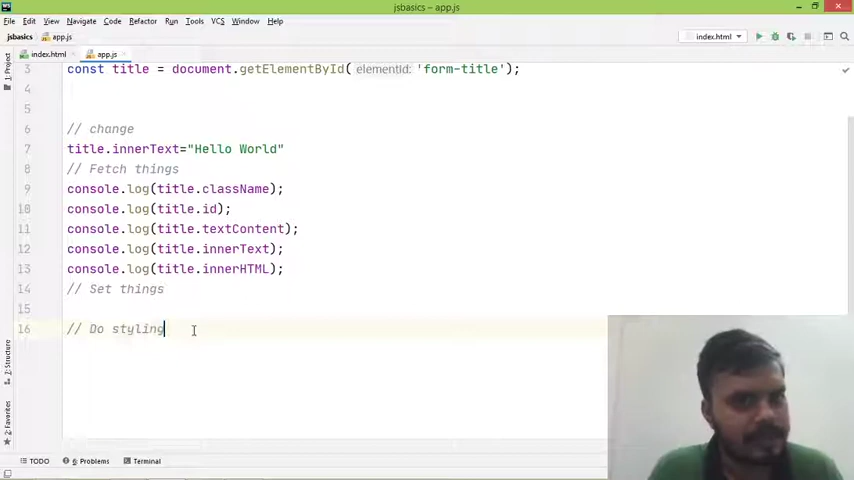 jsbasics – app.js
File Edit View Navigate Code Refactor Run Tools VCS Window Help
jsbasics app.js
index.html
index.html app.js
3 const title = document.getElementById( elementId: 'form-title');
4
5
6 // change
7 title.innerText="Hello World"
8 // Fetch things
9 console.log(title.className);
10 console.log(title.id);
11 console.log(title.textContent);
12 console.log(title.innerText);
13 console.log(title.innerHTML);
14 // Set things
15
16 // Do styling
1: Project
7: Structure
2: Favorites
TODO 6: Problems Terminal